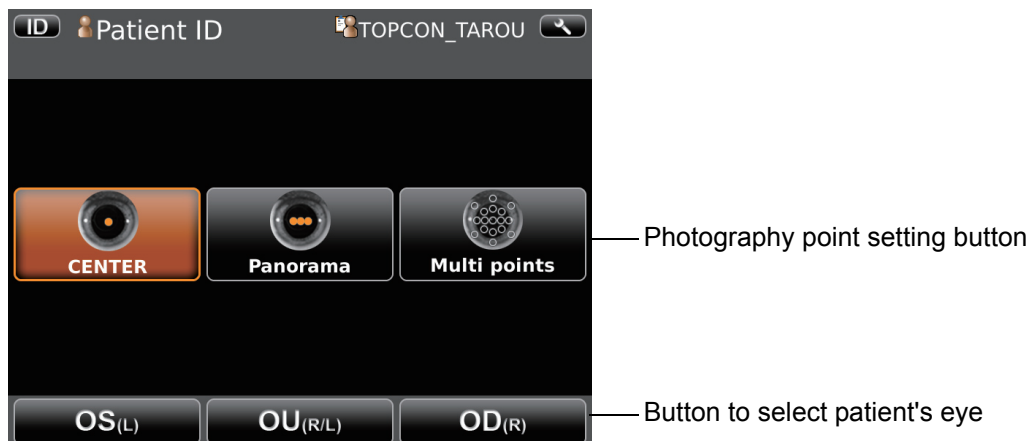 ID Patient ID TOPCON_TAROU
CENTER Panorama Multi points
Photography point setting button
OS(L) OU(R/L) OD(R)
Button to select patient's eye